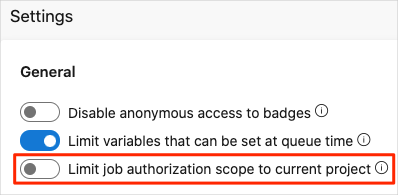 Settings
General
Disable anonymous access to badges
Limit variables that can be set at queue time
Limit job authorization scope to current project